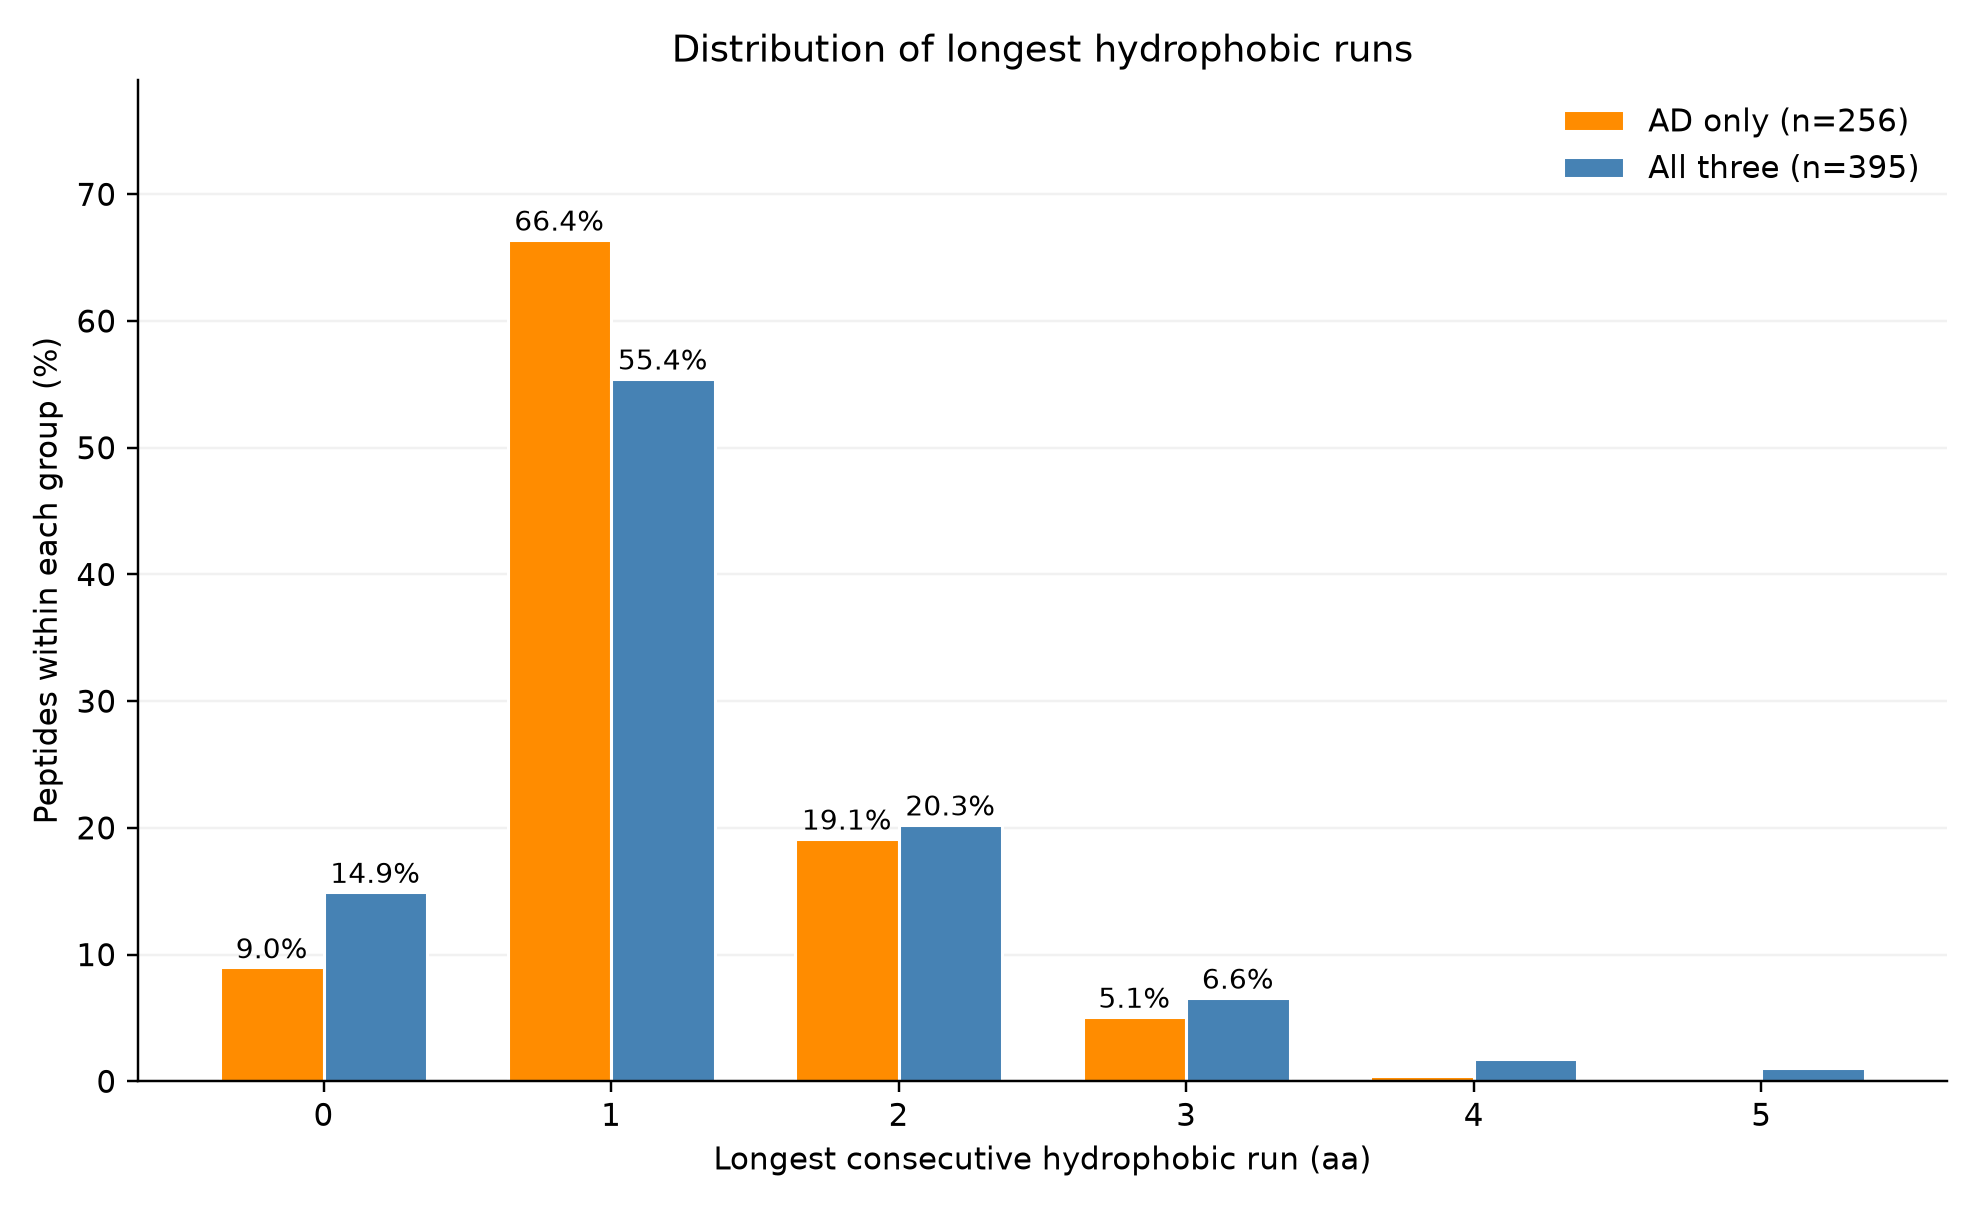 Distribution of longest hydrophobic runs
AD only (n=256)
All three (n=395)
Peptides within each group (%)
70
60
50
40
30
20
10
0
9.0%
14.9%
66.4%
55.4%
19.1%
20.3%
5.1%
6.6%
0 1 2 3 4 5
Longest consecutive hydrophobic run (aa)